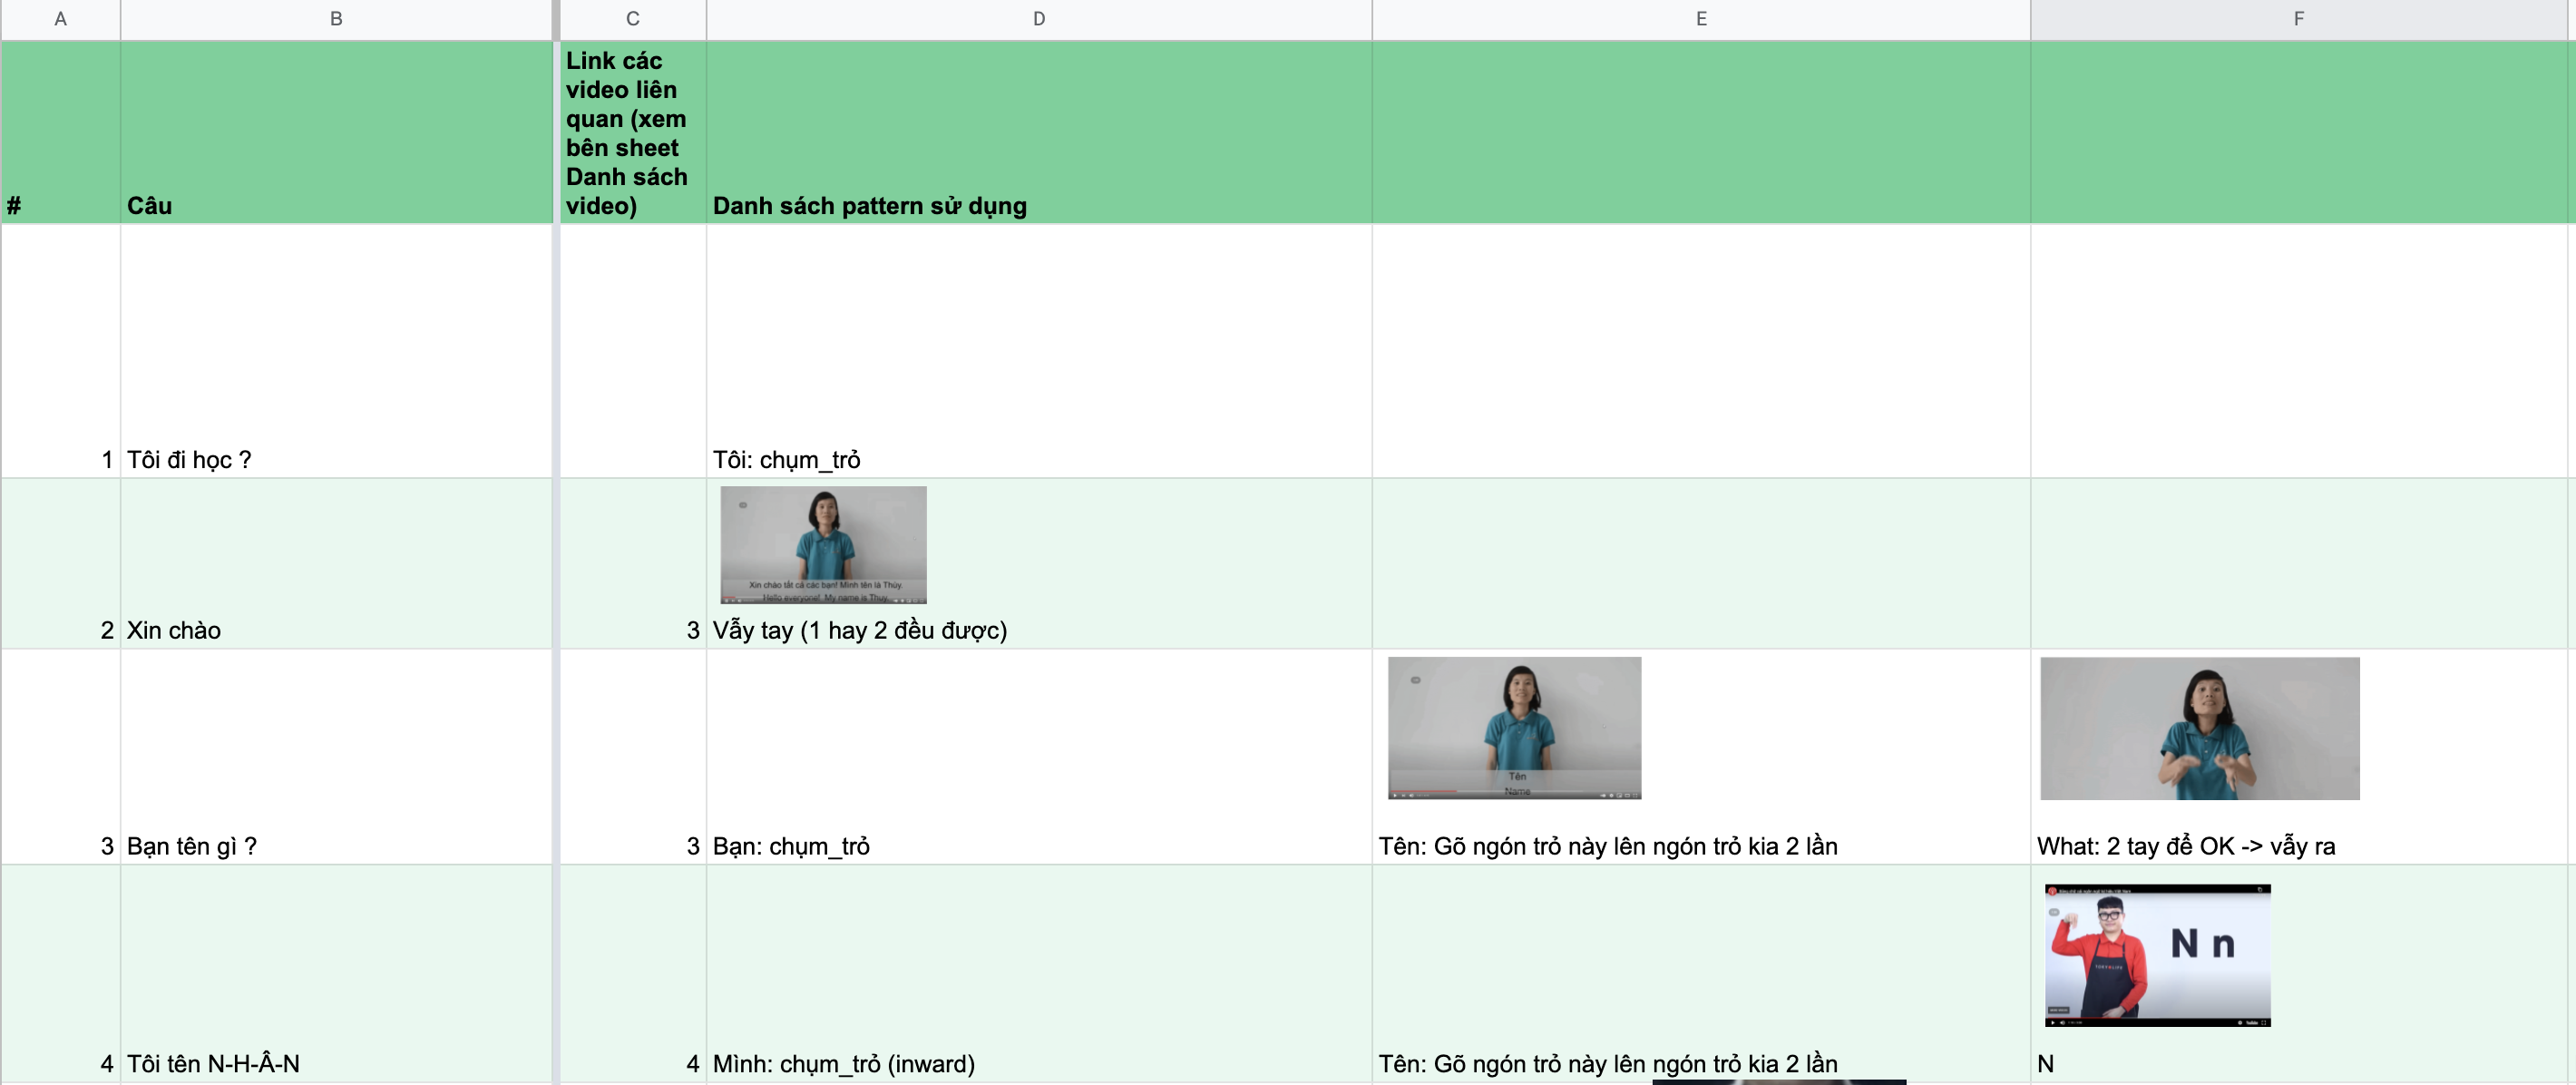 A B C D E F
Link các
video liên
quan (xem
bên sheet
Danh sách
video)
# Câu Danh sách pattern sử dụng
1 Tôi đi học ? Tôi: chụm_trỏ
Xin chào tất cả các bạn! Mình tên là Thùy.
Hello everyone! My name is Thuy.
2 Xin chào 3 Vẫy tay (1 hay 2 đều được)
Tên
Name
3 Bạn tên gì ? 3 Bạn: chụm_trỏ Tên: Gõ ngón trỏ này lên ngón trỏ kia 2 lần What: 2 tay để OK -> vẫy ra
N n
4 Tôi tên N-H-Â-N 4 Mình: chụm_trỏ (inward) Tên: Gõ ngón trỏ này lên ngón trỏ kia 2 lần N